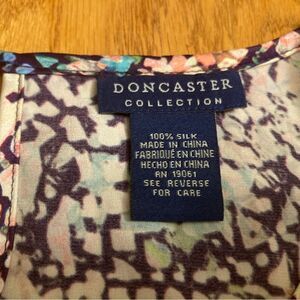 DONCASTER
COLLECTION
100% SILK
MADE IN CHINA
FABRIQUÉ EN CHINE
HECHO EN CHINA
RN 19061
SEE REVERSE
FOR CARE